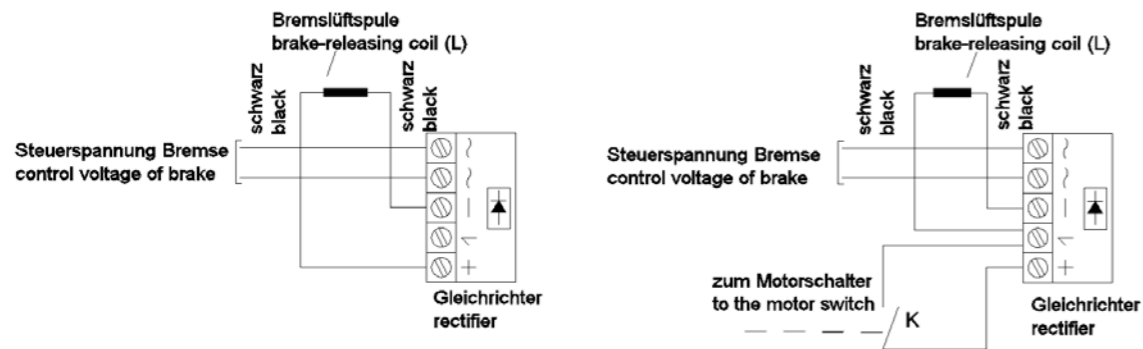 Bremslüftspule
brake-releasing coil (L)
schwarz
black
schwarz
black
Steuerspannung Bremse
control voltage of brake
~
~
—
+
Gleichrichter
rectifier
Bremslüftspule
brake-releasing coil (L)
schwarz
black
schwarz
black
Steuerspannung Bremse
control voltage of brake
~
~
—
+
zum Motorschalter
to the motor switch
K
Gleichrichter
rectifier